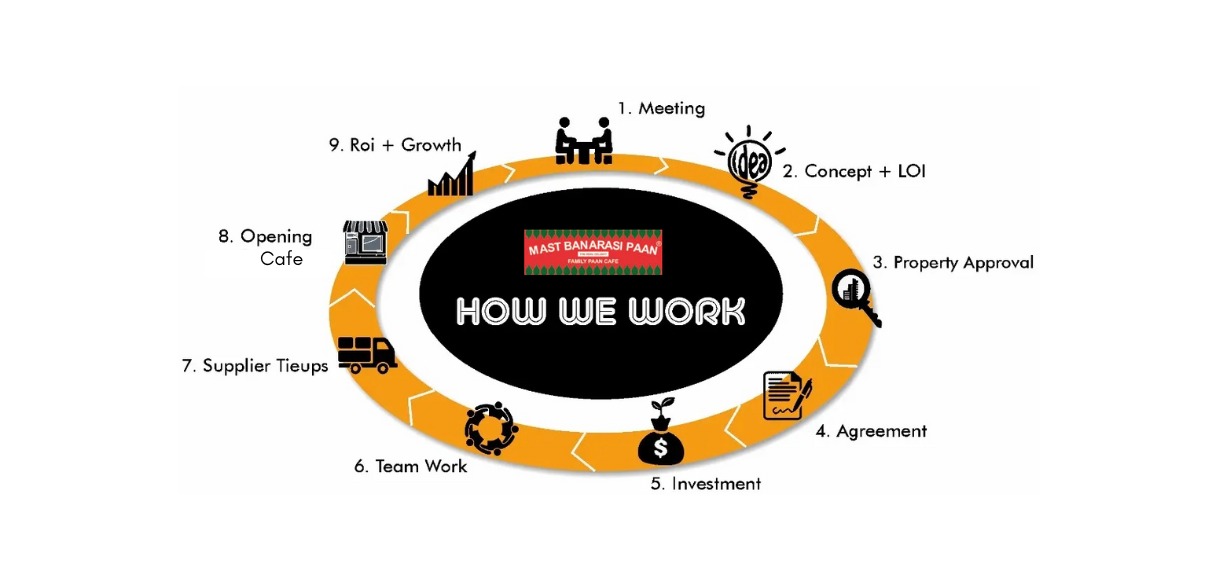 1. Meeting
9. Roi + Growth
idea
2. Concept + LOI
8. Opening
Cafe
MAST BANARASI PAAN®
FAMILY PAAN CAFE
3. Property Approval
HOW WE WORK
7. Supplier Tieups
$
4. Agreement
6. Team Work
5. Investment